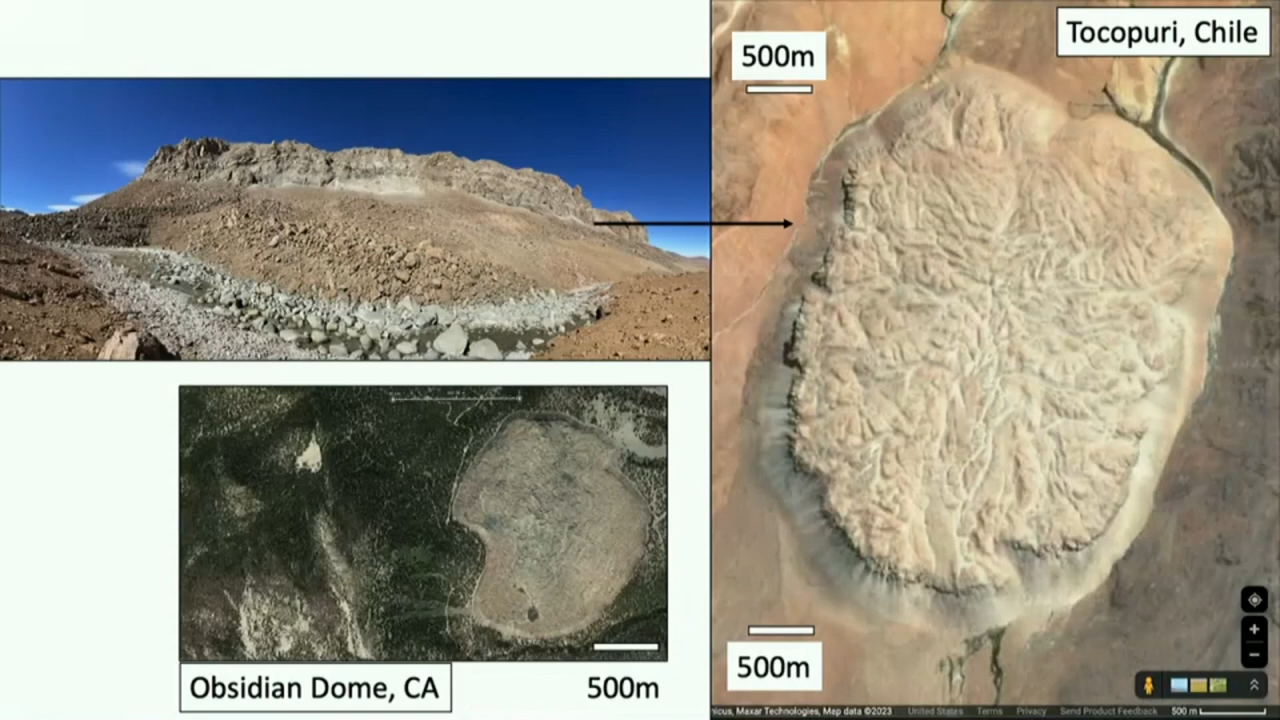 500m
Tocopuri, Chile
Obsidian Dome, CA
500m
500m
Maxar Technologies, Map data ©2023 United States Terms Privacy Send Product Feedback 500 m